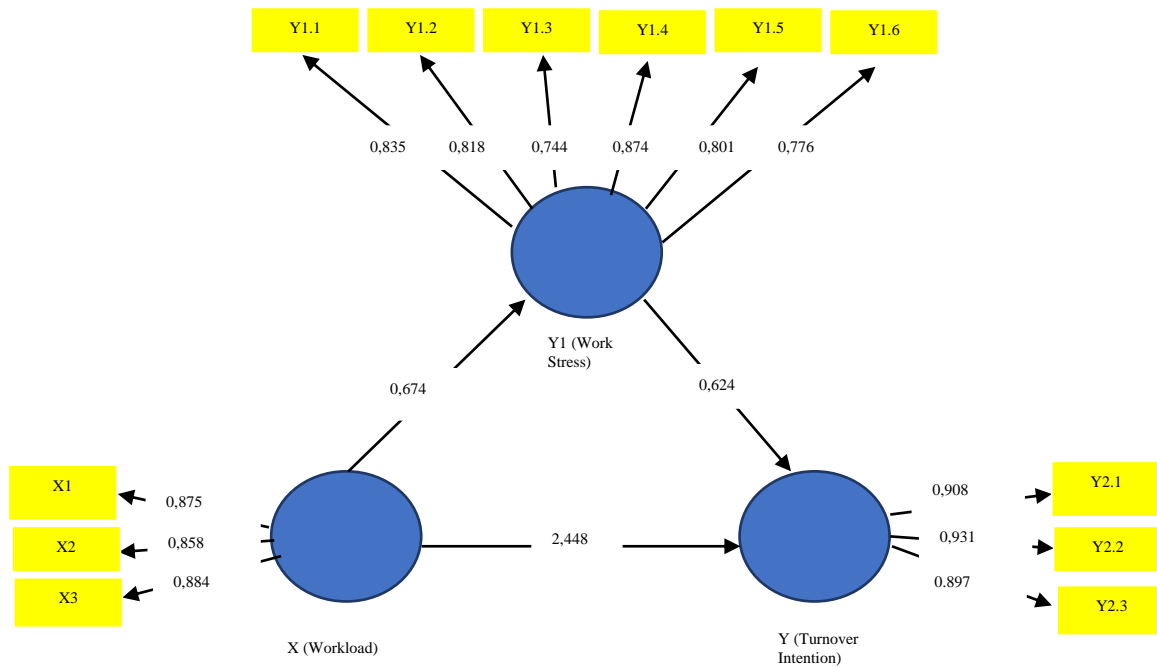 Y1.1
Y1.2
Y1.3
Y1.4
Y1.5
Y1.6
0,835
0,818
0,744
0,874
0,801
0,776
Y1 (Work
Stress)
0,674
0,624
X1
X2
X3
0,875
0,858
0,884
2,448
0,908
0,931
0.897
Y2.1
Y2.2
Y2.3
X (Workload)
Y (Turnover
Intention)